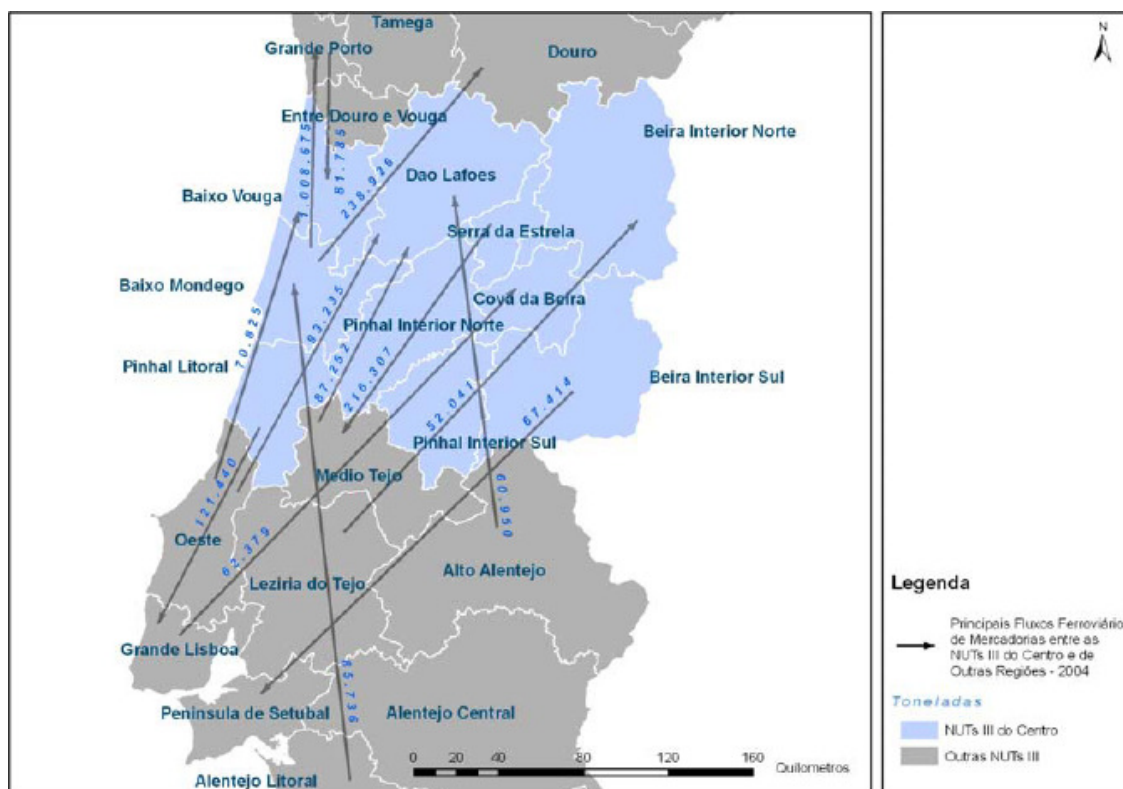 Tamega
Grande Porto
Douro
Entre Douro e Vouga
Beira Interior Norte
1.008.675
81.735
238.926
Dao Lafoes
Baixo Vouga
Serra da Estrela
Baixo Mondego
Cova da Beira
93.235
70.825
Pinhal Interior Norte
Pinhal Litoral
87.252
216.307
Beira Interior Sul
52.041
67.414
Pinhal Interior Sul
Medio Tejo
121.440
60.950
Oeste
62.379
Leziria do Tejo
Alto Alentejo
Grande Lisboa
85.736
Peninsula de Setubal
Alentejo Central
Alentejo Litoral
0 20 40 80 120 160
Quilometros
N
Legenda
Principais Fluxos Ferroviário
de Mercadorias entre as
NUTs III do Centro e de
Outras Regiões - 2004
Toneladas
NUTs III do Centro
Outras NUTs III